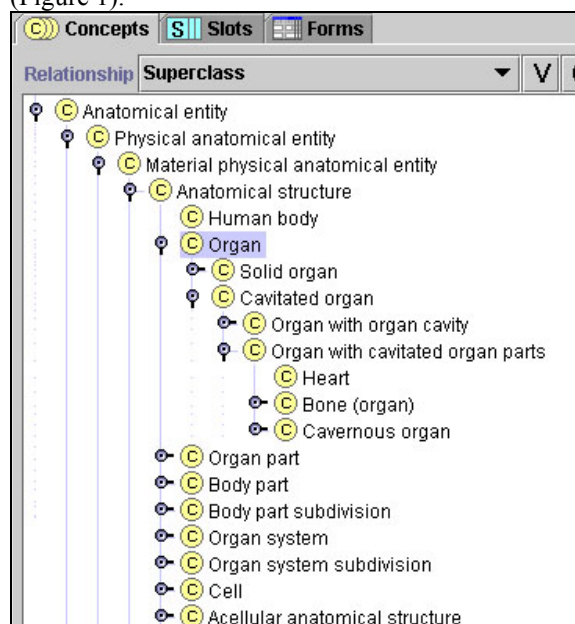 (Figure 1).
C Concepts S Slots Forms
Relationship Superclass V
C Anatomical entity
C Physical anatomical entity
C Material physical anatomical entity
C Anatomical structure
C Human body
C Organ
C Solid organ
C Cavitated organ
C Organ with organ cavity
C Organ with cavitated organ parts
C Heart
C Bone (organ)
C Cavernous organ
C Organ part
C Body part
C Body part subdivision
C Organ system
C Organ system subdivision
C Cell
C Acellular anatomical structure